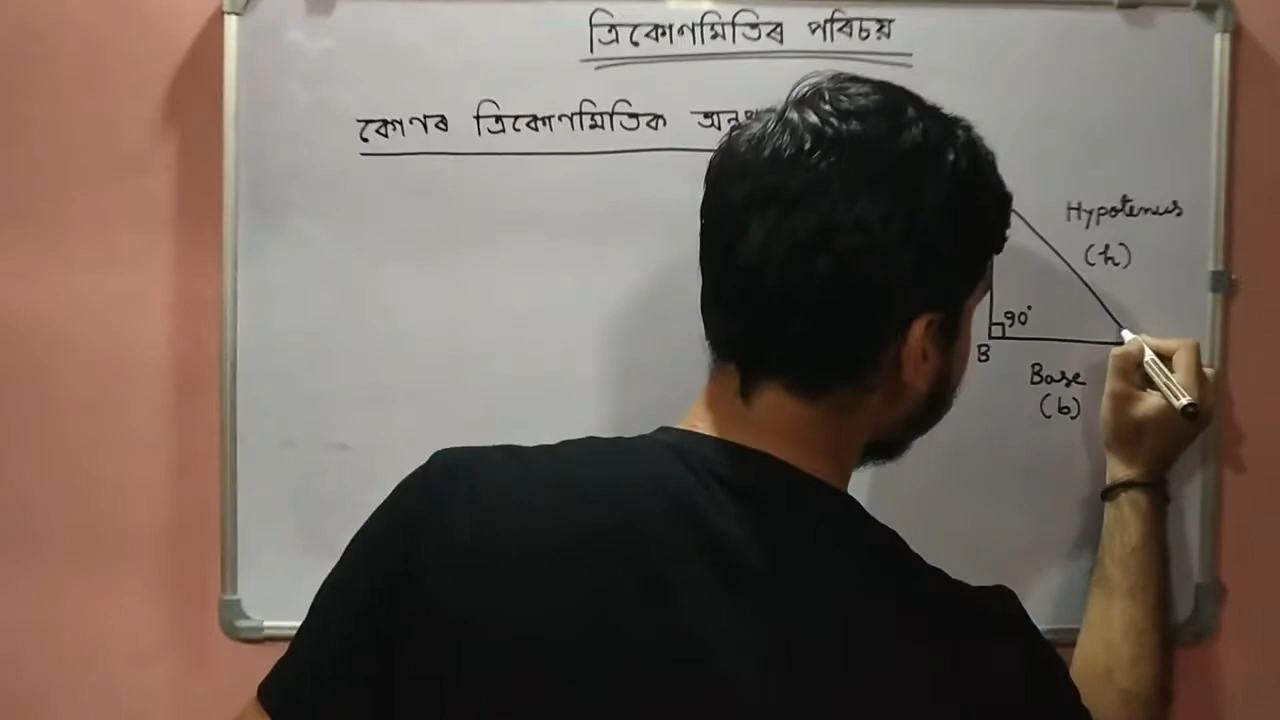 ত্ৰিকোণমিতিৰ পৰিচয়
কোণৰ ত্ৰিকোণমিতিক
Hypotenus
(h)
90°
B
Base
(b)